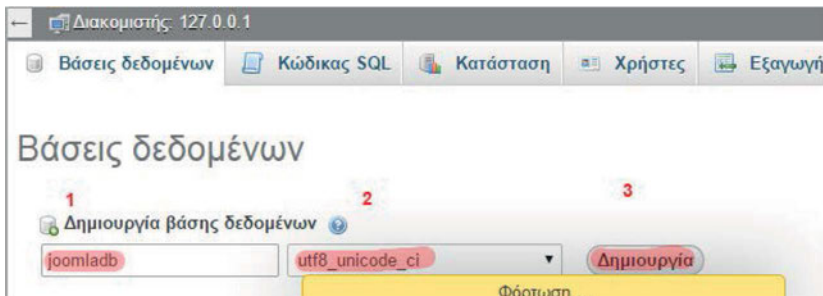 ← Διακομιστής: 127.0.0.1
Βάσεις δεδομένων Κώδικας SQL Κατάσταση Χρήστες Εξαγωγή
Βάσεις δεδομένων
1 2 3
Δημιουργία βάσης δεδομένων
joomladb utf8_unicode_ci Δημιουργία
Φόρτωση